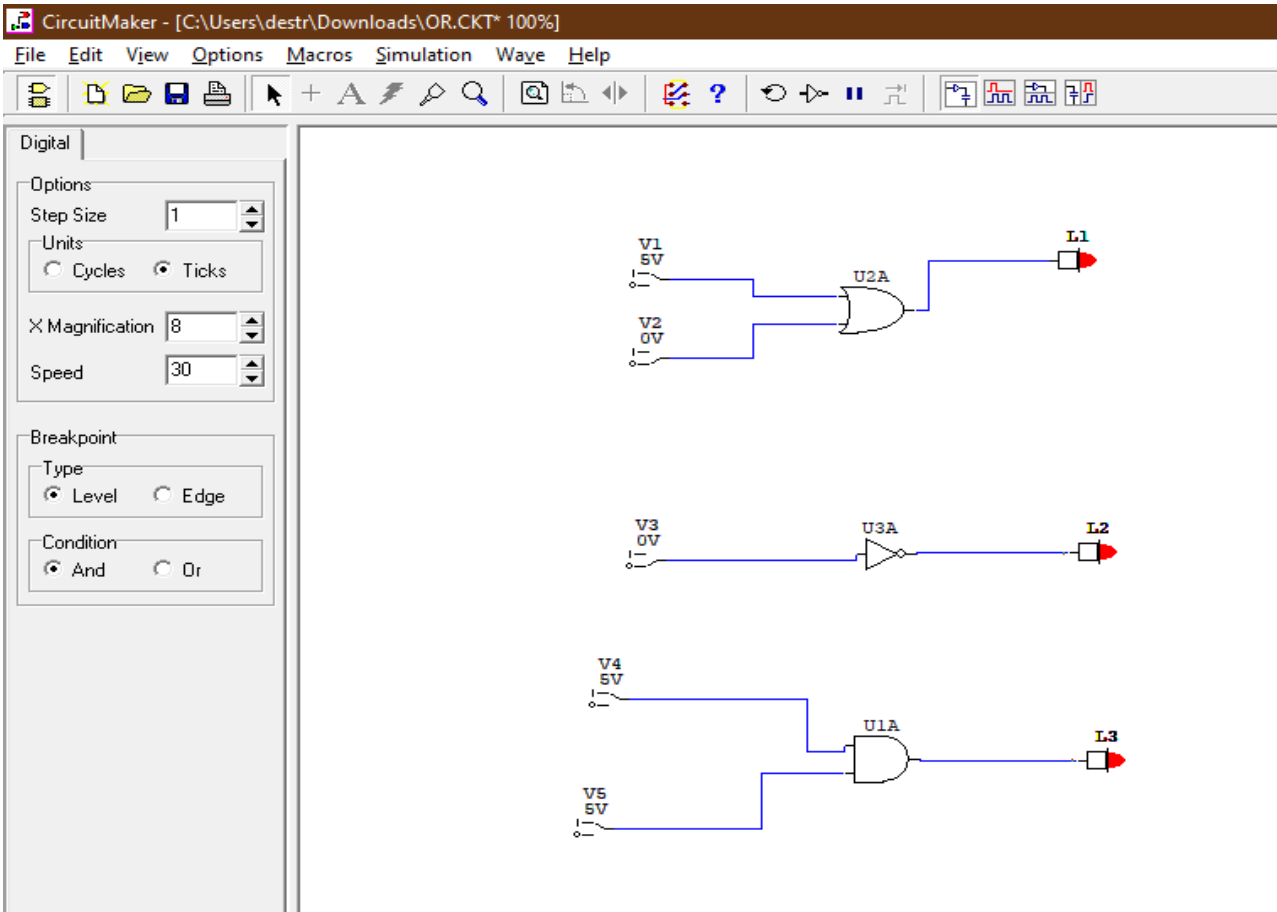 CircuitMaker - [C:\Users\destr\Downloads\OR.CKT* 100%]
File Edit View Options Macros Simulation Wave Help
Digital
Options
Step Size 1
Units
Cycles Ticks
X Magnification 8
Speed 30
Breakpoint
Type
Level Edge
Condition
And Or
V1
5V
V2
0V
U2A
L1
V3
0V
U3A
L2
V4
5V
V5
5V
U1A
L3